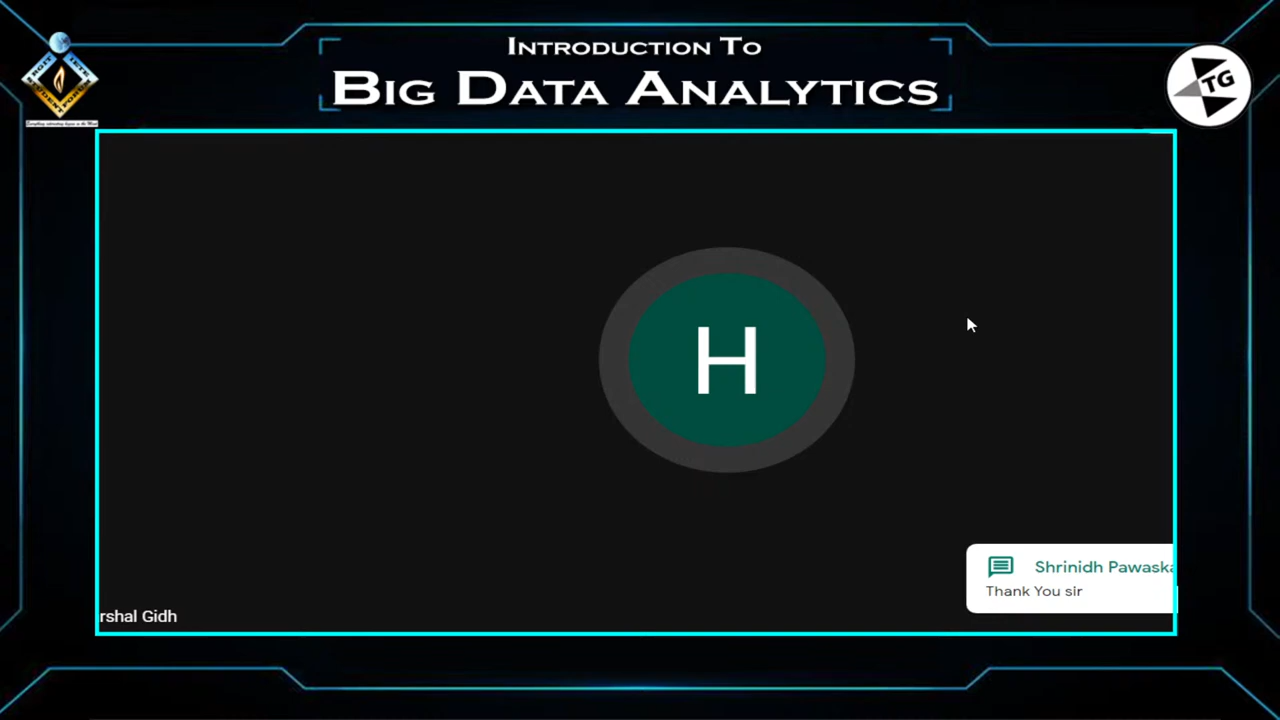 INTRODUCTION TO
BIG DATA ANALYTICS
TG
H
Shrinidh Pawaska
Thank You sir
rshal Gidh